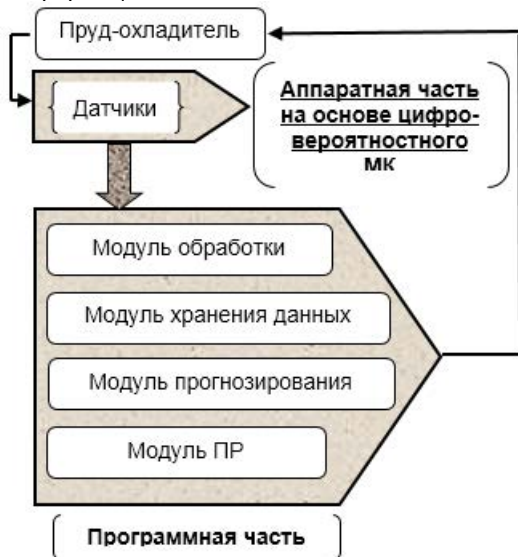 Пруд-охладитель
Датчики
Аппаратная часть
на основе цифро-
вероятностного
МК
Модуль обработки
Модуль хранения данных
Модуль прогнозирования
Модуль ПР
Программная часть